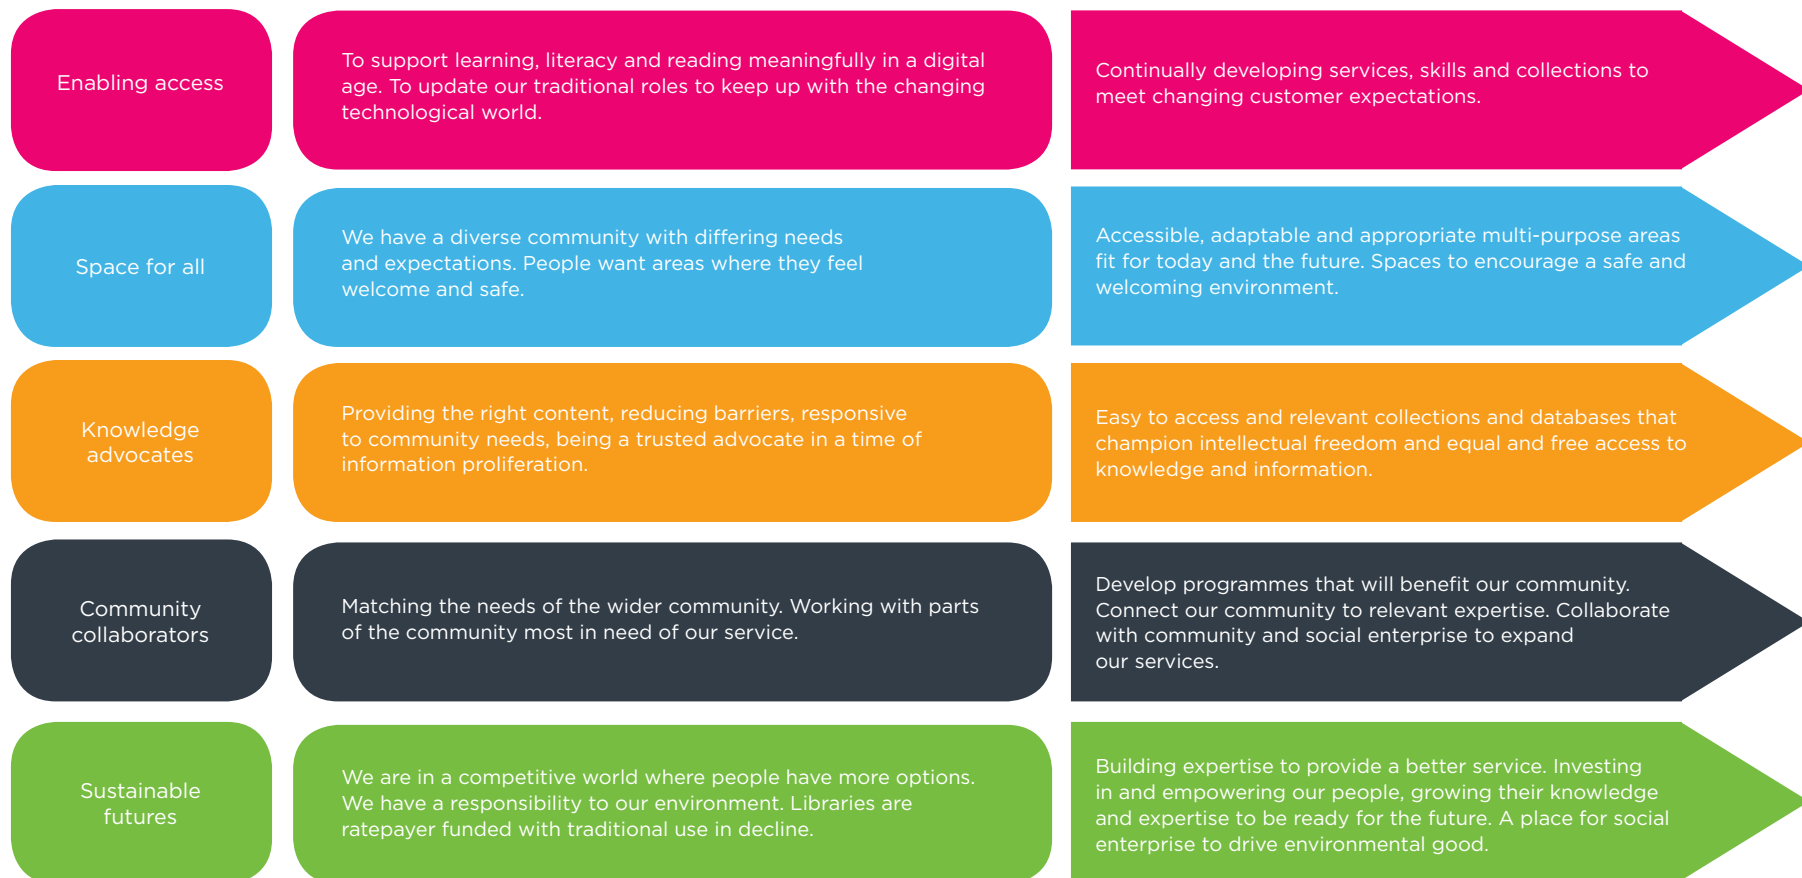 Enabling access
To support learning, literacy and reading meaningfully in a digital
age. To update our traditional roles to keep up with the changing
technological world.
Continually developing services, skills and collections to
meet changing customer expectations.
Space for all
We have a diverse community with differing needs
and expectations. People want areas where they feel
welcome and safe.
Accessible, adaptable and appropriate multi-purpose areas
fit for today and the future. Spaces to encourage a safe and
welcoming environment.
Knowledge
advocates
Providing the right content, reducing barriers, responsive
to community needs, being a trusted advocate in a time of
information proliferation.
Easy to access and relevant collections and databases that
champion intellectual freedom and equal and free access to
knowledge and information.
Community
collaborators
Matching the needs of the wider community. Working with parts
of the community most in need of our service.
Develop programmes that will benefit our community.
Connect our community to relevant expertise. Collaborate
with community and social enterprise to expand
our services.
Sustainable
futures
We are in a competitive world where people have more options.
We have a responsibility to our environment. Libraries are
ratepayer funded with traditional use in decline.
Building expertise to provide a better service. Investing
in and empowering our people, growing their knowledge
and expertise to be ready for the future. A place for social
enterprise to drive environmental good.